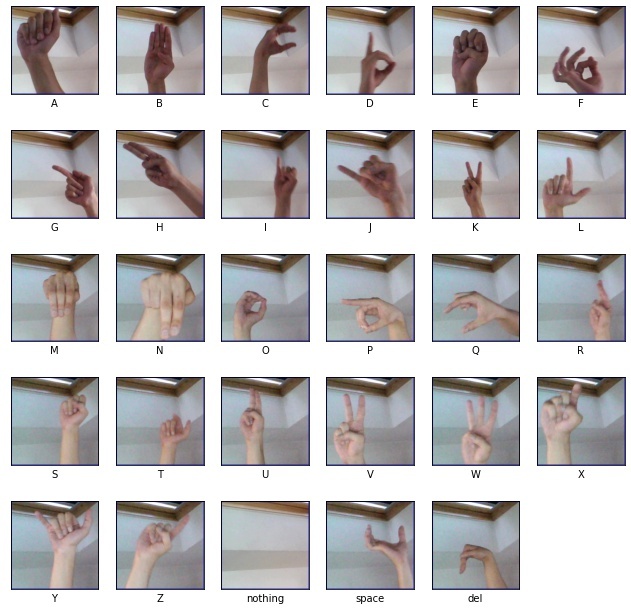 A B C D E F
G H I J K L
M N O P Q R
S T U V W X
Y Z nothing space del